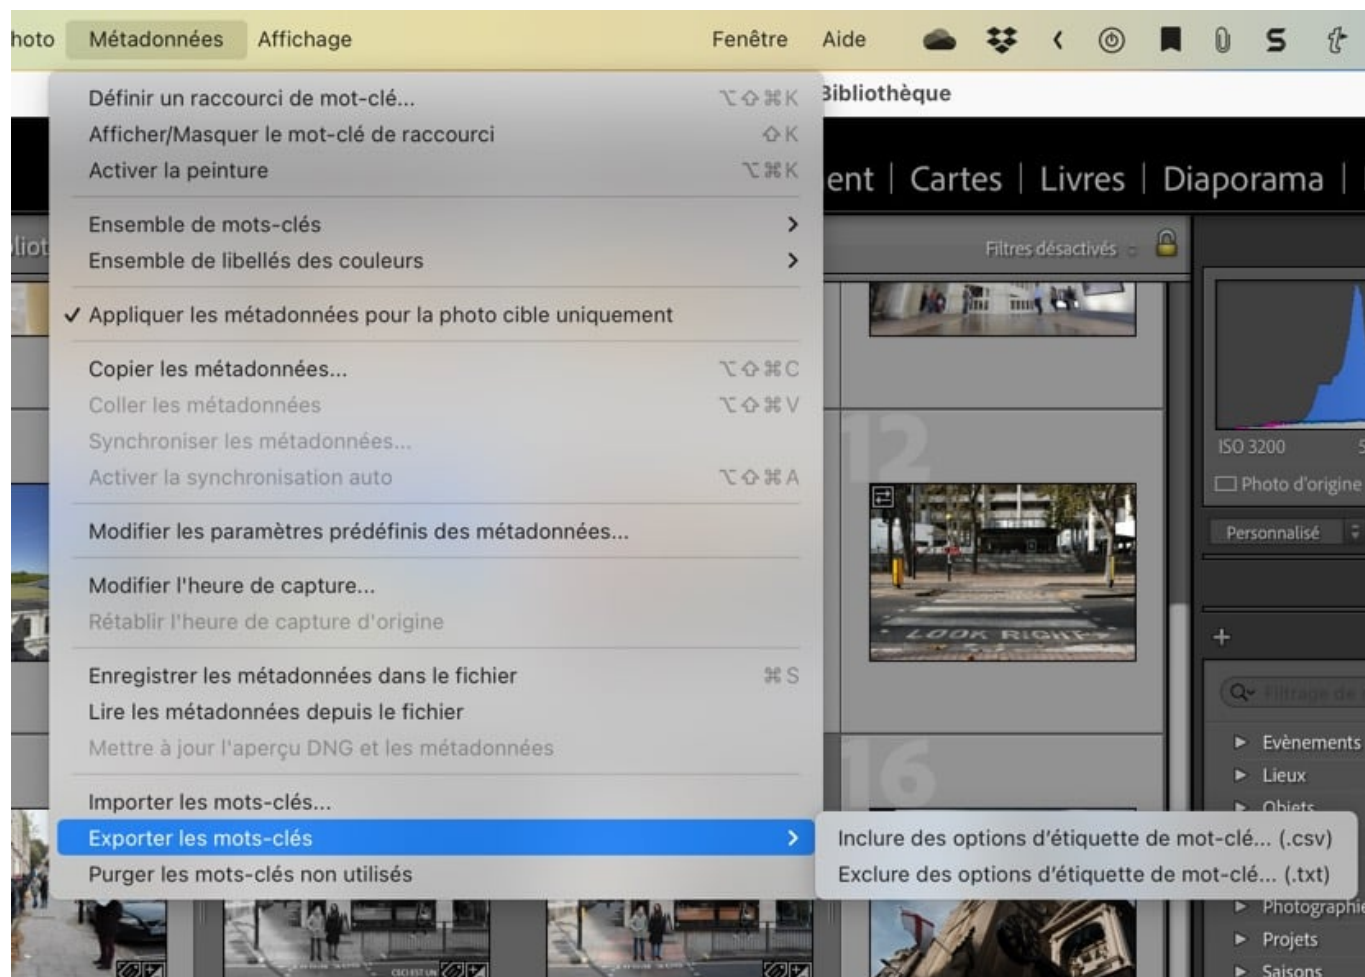 hoto Métadonnées Affichage Fenêtre Aide
Bibliothèque
Définir un raccourci de mot-clé... ⌥⇧⌘K
Afficher/Masquer le mot-clé de raccourci ⇧K
Activer la peinture ⌥⌘K
ent | Cartes | Livres | Diaporama |
Ensemble de mots-clés
Ensemble de libellés des couleurs
bliot
Filtres désactivés
✓ Appliquer les métadonnées pour la photo cible uniquement
Copier les métadonnées... ⌥⇧⌘C
Coller les métadonnées ⌥⇧⌘V
Synchroniser les métadonnées...
Activer la synchronisation auto ⌥⇧⌘A
Modifier les paramètres prédéfinis des métadonnées...
Modifier l'heure de capture...
Rétablir l'heure de capture d'origine
Enregistrer les métadonnées dans le fichier ⌘S
Lire les métadonnées depuis le fichier
Mettre à jour l'aperçu DNG et les métadonnées
Importer les mots-clés...
Exporter les mots-clés
Purger les mots-clés non utilisés
Inclure des options d'étiquette de mot-clé... (.csv)
Exclure des options d'étiquette de mot-clé... (.txt)
12
LOOK RIGHT
16
CECI EST UN
ISO 3200 5
Photo d'origine
Personnalisé
Filtrage de
Evènements
Lieux
Objets
Photographie
Projets
Saisons